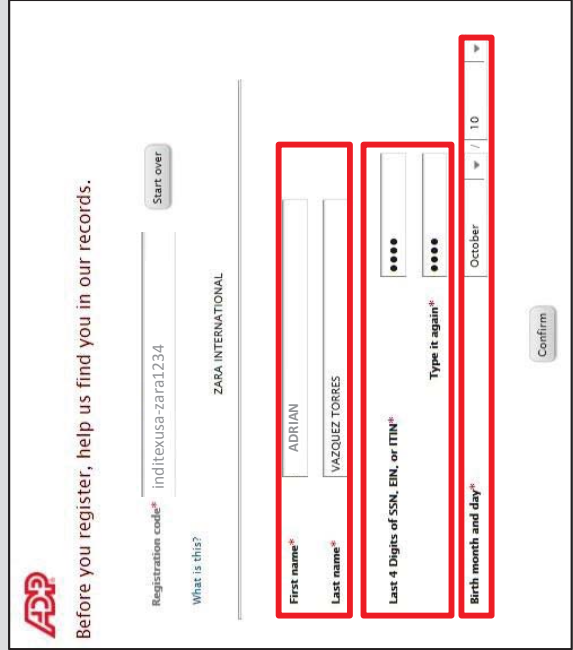 ADP
Before you register, help us find you in our records.
Registration code* inditexusa-zara1234 Start over
What is this?
ZARA INTERNATIONAL
First name* ADRIAN
Last name* VAZQUEZ TORRES
Last 4 Digits of SSN, EIN, or ITIN* ••••
Type it again* ••••
Birth month and day* October / 10
Confirm